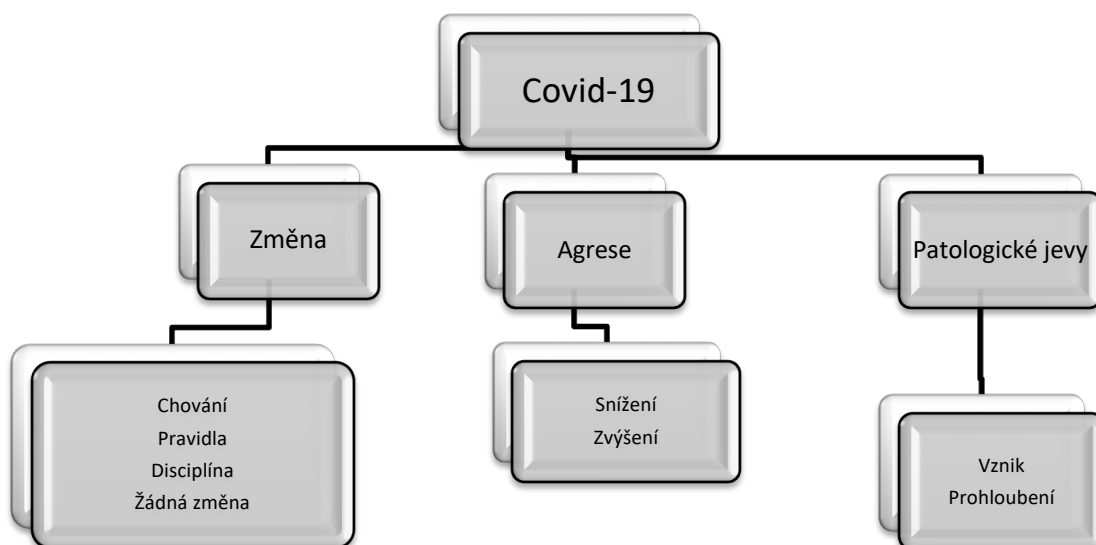 Covid-19
Změna
Agrese
Patologické jevy
Chování
Pravidla
Disciplína
Žádná změna
Snížení
Zvýšení
Vznik
Prohloubení